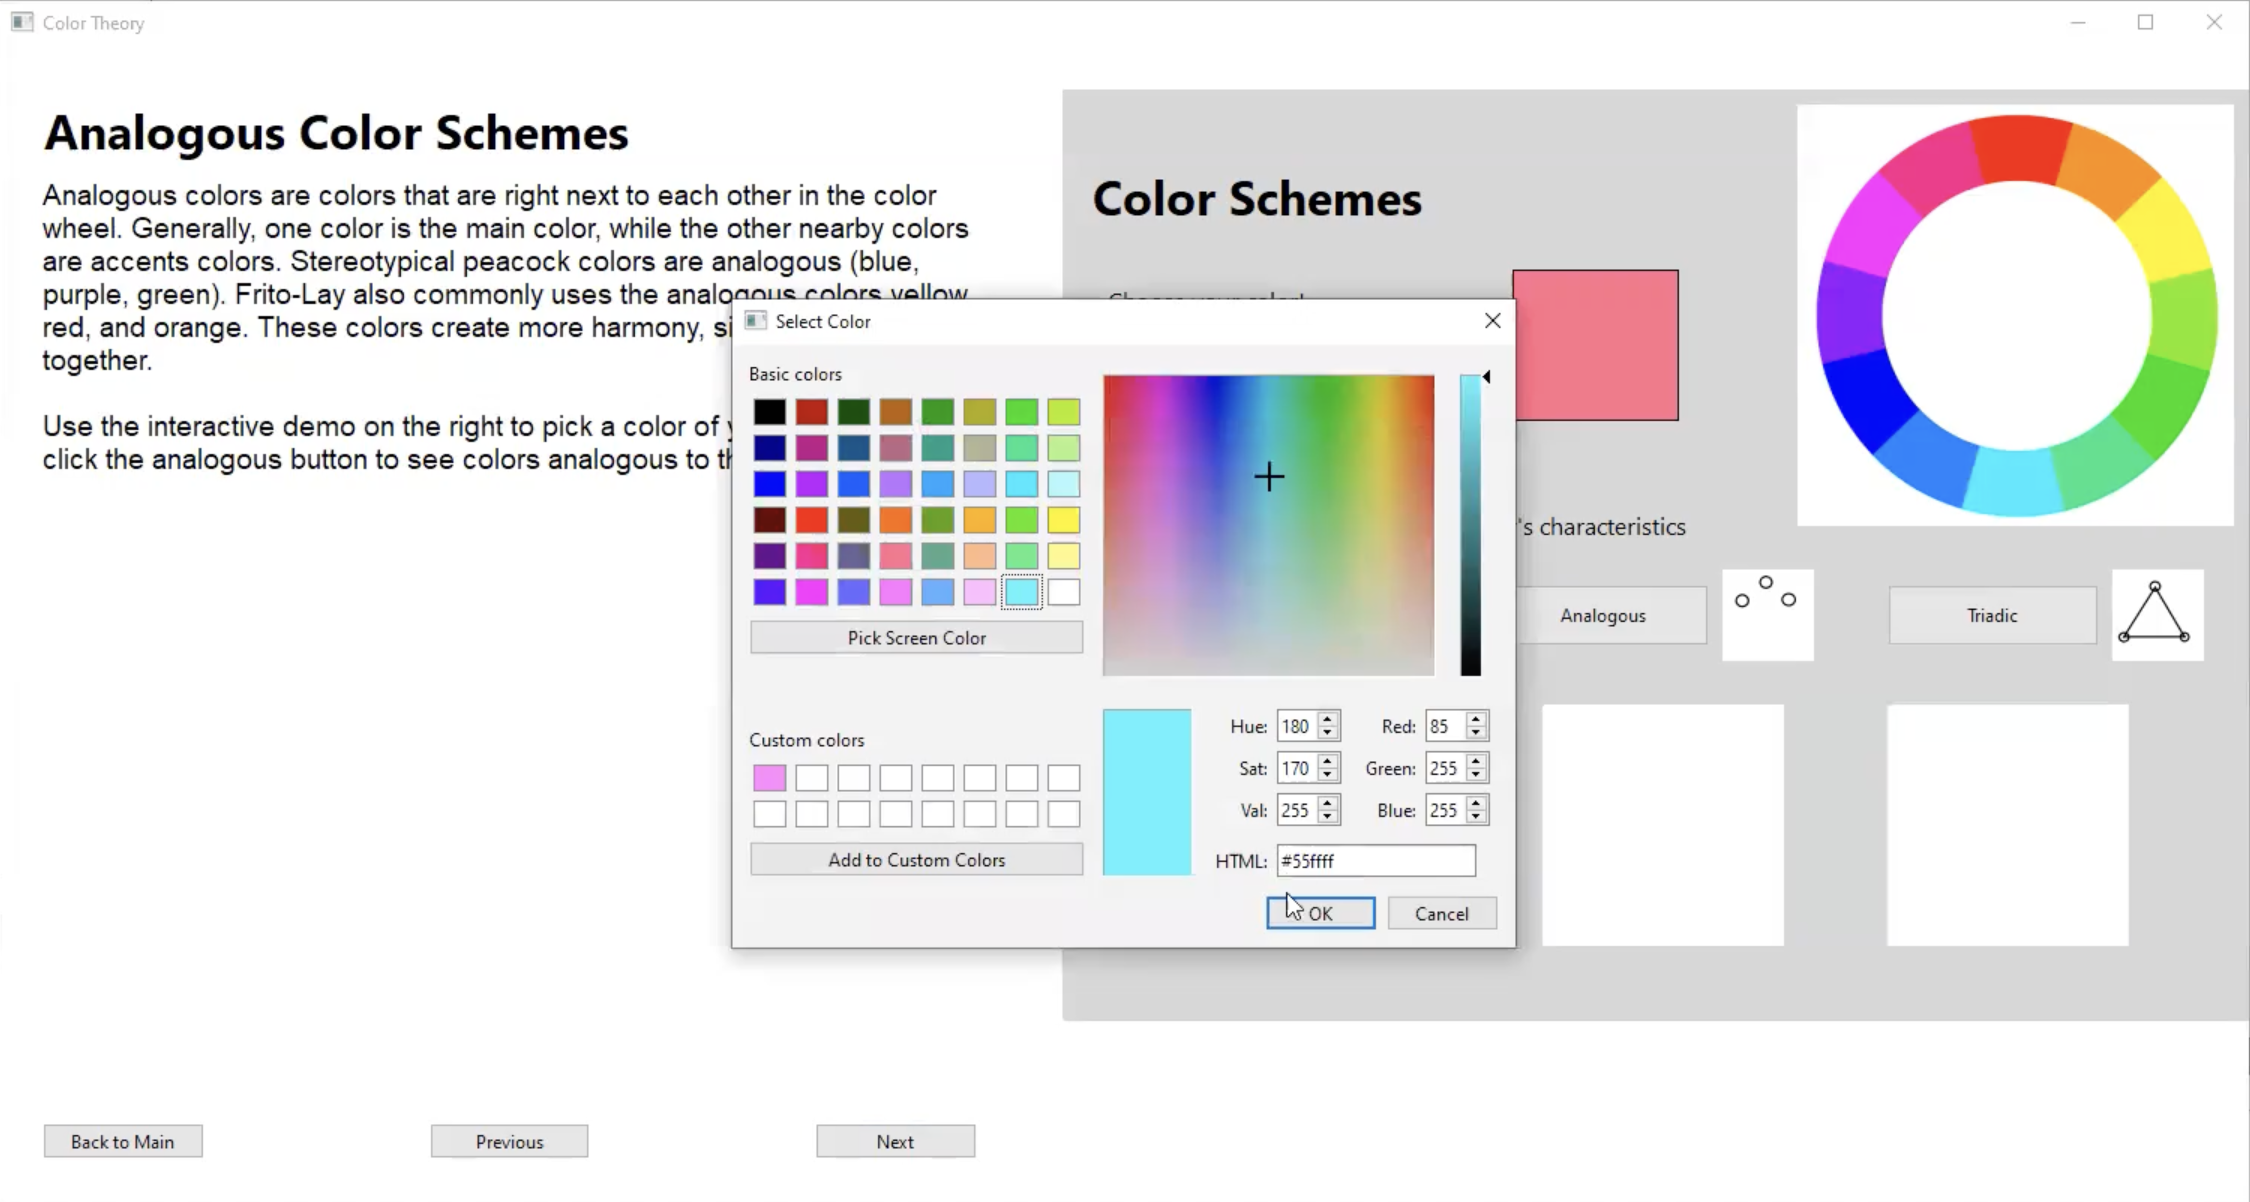 Color Theory
Analogous Color Schemes
Analogous colors are colors that are right next to each other in the color
wheel. Generally, one color is the main color, while the other nearby colors
are accents colors. Stereotypical peacock colors are analogous (blue,
purple, green). Frito-Lay also commonly uses the analogous colors yellow
red, and orange. These colors create more harmony,
together.
Use the interactive demo on the right to pick a color of
click the analogous button to see colors analogous to
Color Schemes
Choose your color!
's characteristics
Analogous
Triadic
Select Color
Basic colors
Pick Screen Color
Custom colors
Add to Custom Colors
Hue: 180 Red: 85
Sat: 170 Green: 255
Val: 255 Blue: 255
HTML: #55ffff
OK Cancel
Back to Main Previous Next